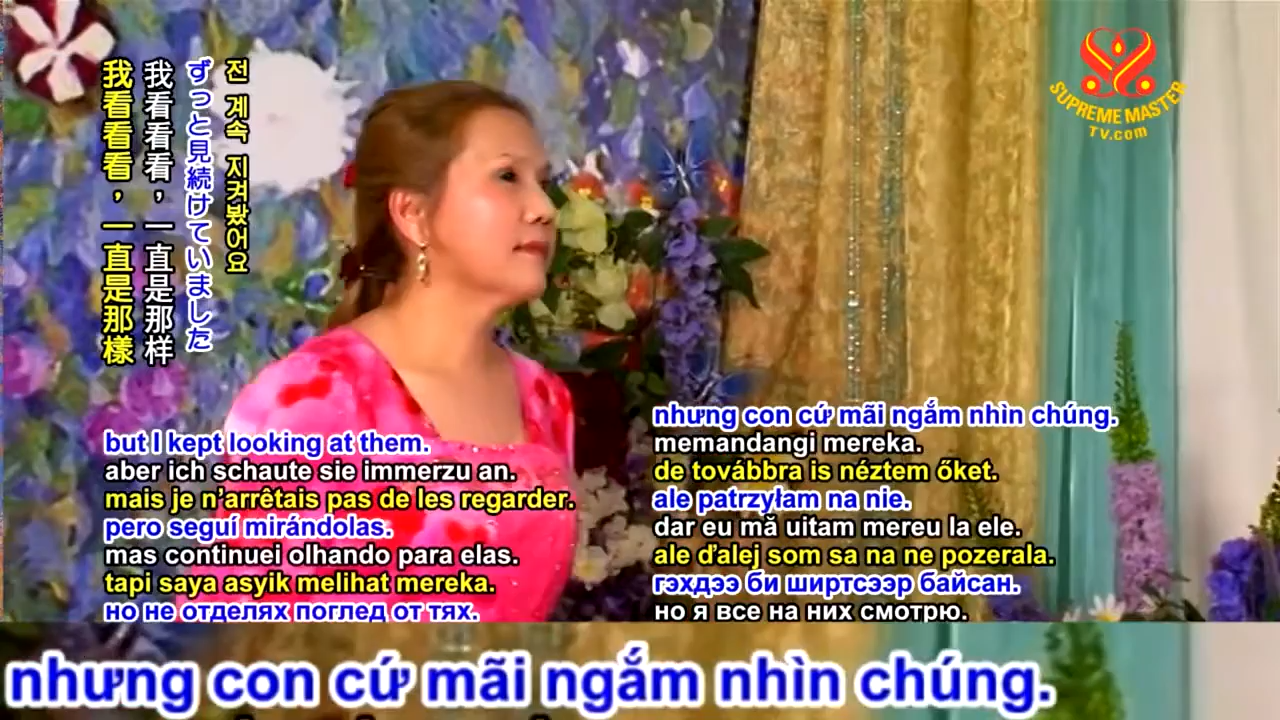 我看看看，一直是那樣
我看看看，一直是那样
ずっと見続けていました
전 계속 지켜봤어요
SUPREME MASTER
TV.com
but I kept looking at them.
aber ich schaute sie immerzu an.
mais je n’arrêtais pas de les regarder.
pero seguí mirándolas.
mas continuei olhando para elas.
tapi saya asyik melihat mereka.
но не отделях поглед от тях.
nhưng con cứ mãi ngắm nhìn chúng.
memandangi mereka.
de továbbra is néztem őket.
ale patrzyłam na nie.
dar eu mă uitam mereu la ele.
ale ďalej som sa na ne pozerala.
гэхдээ би ширтсээр байсан.
но я все на них смотрю.
nhưng con cứ mãi ngắm nhìn chúng.